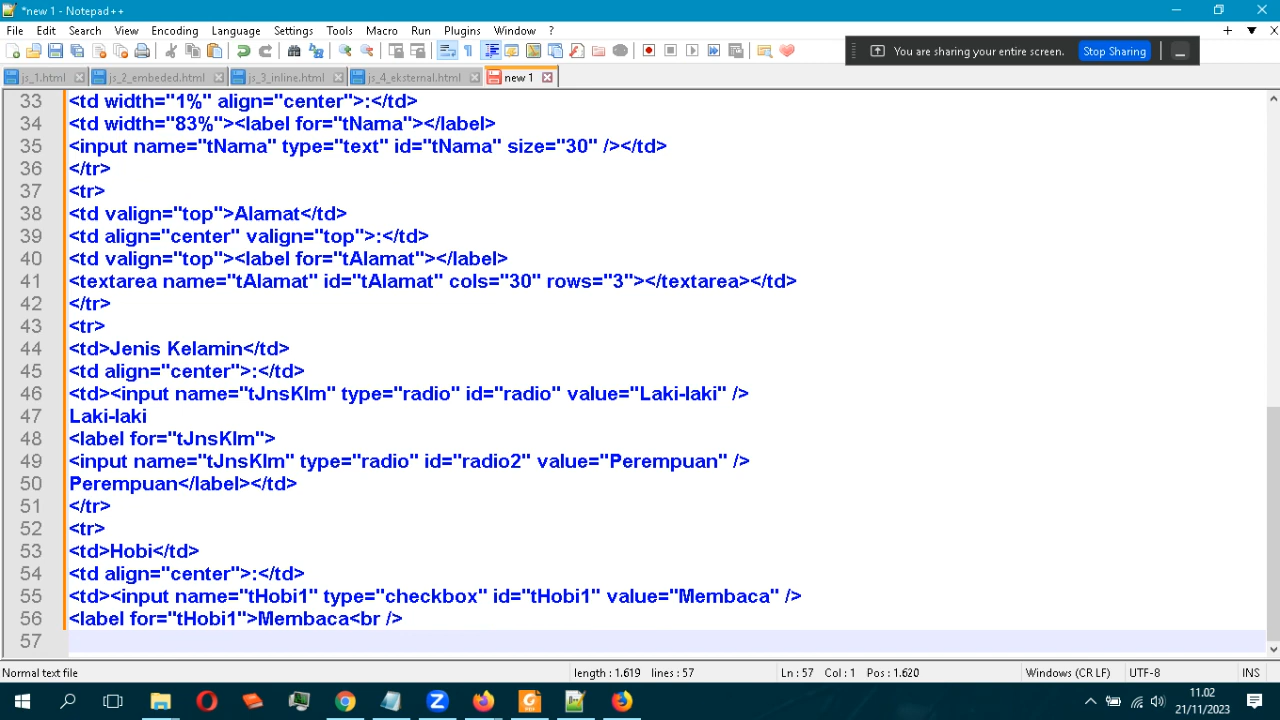 *new 1 - Notepad++
File Edit Search View Encoding Language Settings Tools Macro Run Plugins Window ?
You are sharing your entire screen. Stop Sharing
js_1.html js_2_embeded.html js_3_inline.html js_4_eksternal.html new 1
33 <td width="1%" align="center">:</td>
34 <td width="83%"><label for="tNama"></label>
35 <input name="tNama" type="text" id="tNama" size="30" /></td>
36 </tr>
37 <tr>
38 <td valign="top">Alamat</td>
39 <td align="center" valign="top">:</td>
40 <td valign="top"><label for="tAlamat"></label>
41 <textarea name="tAlamat" id="tAlamat" cols="30" rows="3"></textarea></td>
42 </tr>
43 <tr>
44 <td>Jenis Kelamin</td>
45 <td align="center">:</td>
46 <td><input name="tJnsKlm" type="radio" id="radio" value="Laki-laki" />
47 Laki-laki
48 <label for="tJnsKlm">
49 <input name="tJnsKlm" type="radio" id="radio2" value="Perempuan" />
50 Perempuan</label></td>
51 </tr>
52 <tr>
53 <td>Hobi</td>
54 <td align="center">:</td>
55 <td><input name="tHobi1" type="checkbox" id="tHobi1" value="Membaca" />
56 <label for="tHobi1">Membaca<br />
57
Normal text file length : 1.619 lines : 57 Ln : 57 Col : 1 Pos : 1.620 Windows (CR LF) UTF-8 INS
11.02
21/11/2023